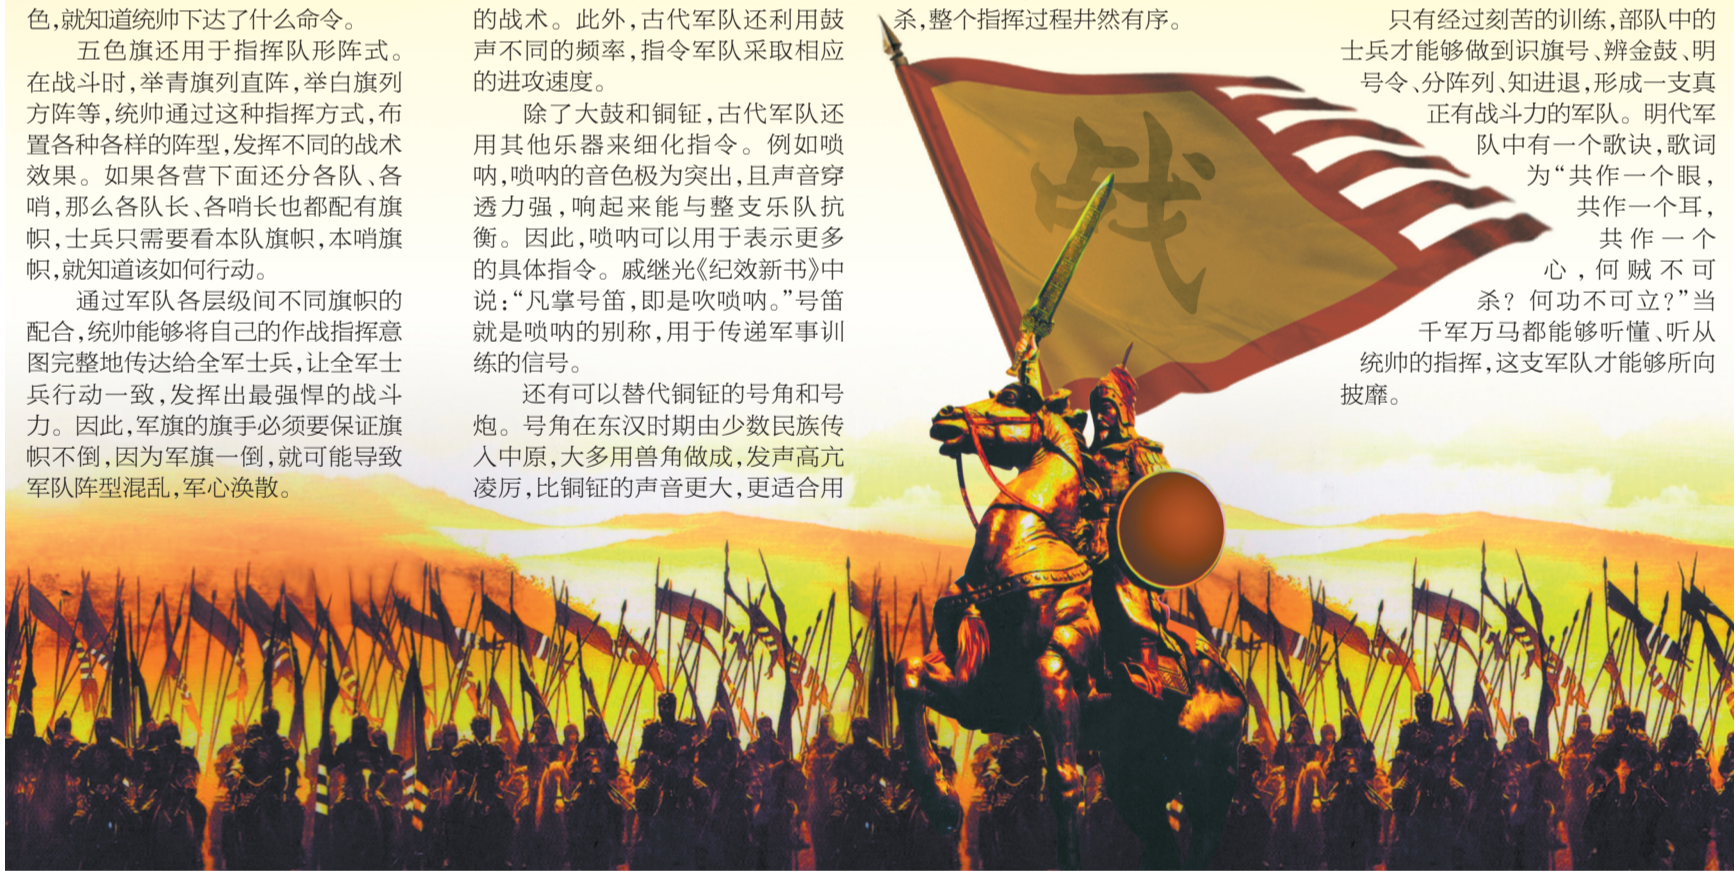 色,就知道统帅下达了什么命令。
五色旗还用于指挥队形阵式。
在战斗时,举青旗列直阵,举白旗列
方阵等,统帅通过这种指挥方式,布
置各种各样的阵型,发挥不同的战术
效果。如果各营下面还分各队、各
哨,那么各队长、各哨长也都配有旗
帜,士兵只需要看本队旗帜,本哨旗
帜,就知道该如何行动。
通过军队各层级间不同旗帜的
配合,统帅能够将自己的作战指挥意
图完整地传达给全军士兵,让全军士
兵行动一致,发挥出最强悍的战斗
力。因此,军旗的旗手必须要保证旗
帜不倒,因为军旗一倒,就可能导致
军队阵型混乱,军心涣散。
的战术。此外,古代军队还利用鼓
声不同的频率,指令军队采取相应
的进攻速度。
除了大鼓和铜钲,古代军队还
用其他乐器来细化指令。例如唢
呐,唢呐的音色极为突出,且声音穿
透力强,响起来能与整支乐队抗
衡。因此,唢呐可以用于表示更多
的具体指令。戚继光《纪效新书》中
说:“凡掌号笛,即是吹唢呐。”号笛
就是唢呐的别称,用于传递军事训
练的信号。
还有可以替代铜钲的号角和号
炮。号角在东汉时期由少数民族传
入中原,大多用兽角做成,发声高亢
凌厉,比铜钲的声音更大,更适合用
杀,整个指挥过程井然有序。
战
只有经过刻苦的训练,部队中的
士兵才能够做到识旗号、辨金鼓、明
号令、分阵列、知进退,形成一支真
正有战斗力的军队。明代军
队中有一个歌诀,歌词
为“共作一个眼,
共作一个耳,
共作一个
心,何贼不可
杀？何功不可立？”当
千军万马都能够听懂、听从
统帅的指挥,这支军队才能够所向
披靡。